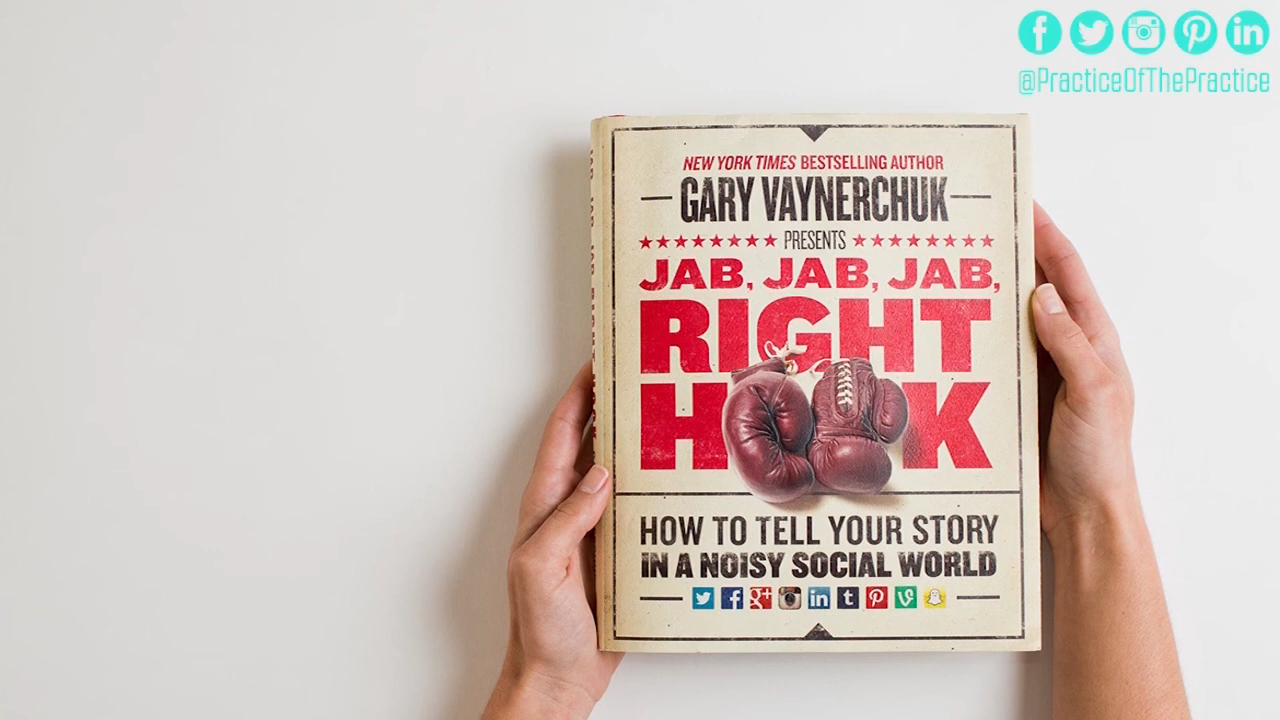 @PracticeOfThePractice
NEW YORK TIMES BESTSELLING AUTHOR
GARY VAYNERCHUK
PRESENTS
JAB, JAB, JAB,
RIGHT
HOOK
HOW TO TELL YOUR STORY
IN A NOISY SOCIAL WORLD